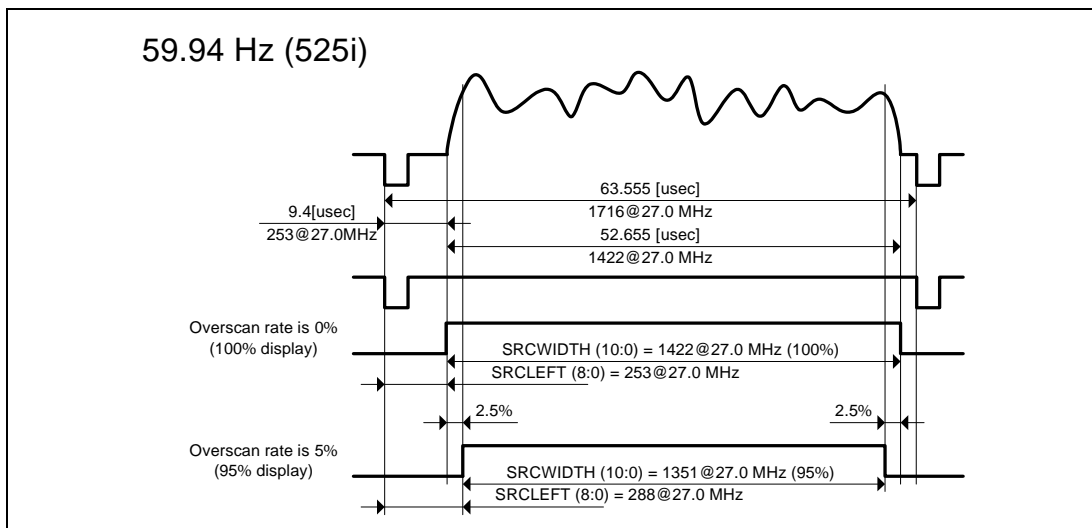 59.94 Hz (525i)
63.555 [usec]
1716@27.0 MHz
9.4[usec]
253@27.0MHz
52.655 [usec]
1422@27.0 MHz
Overscan rate is 0%
(100% display)
SRCWIDTH (10:0) = 1422@27.0 MHz (100%)
SRCLEFT (8:0) = 253@27.0 MHz
2.5%
2.5%
Overscan rate is 5%
(95% display)
SRCWIDTH (10:0) = 1351@27.0 MHz (95%)
SRCLEFT (8:0) = 288@27.0 MHz